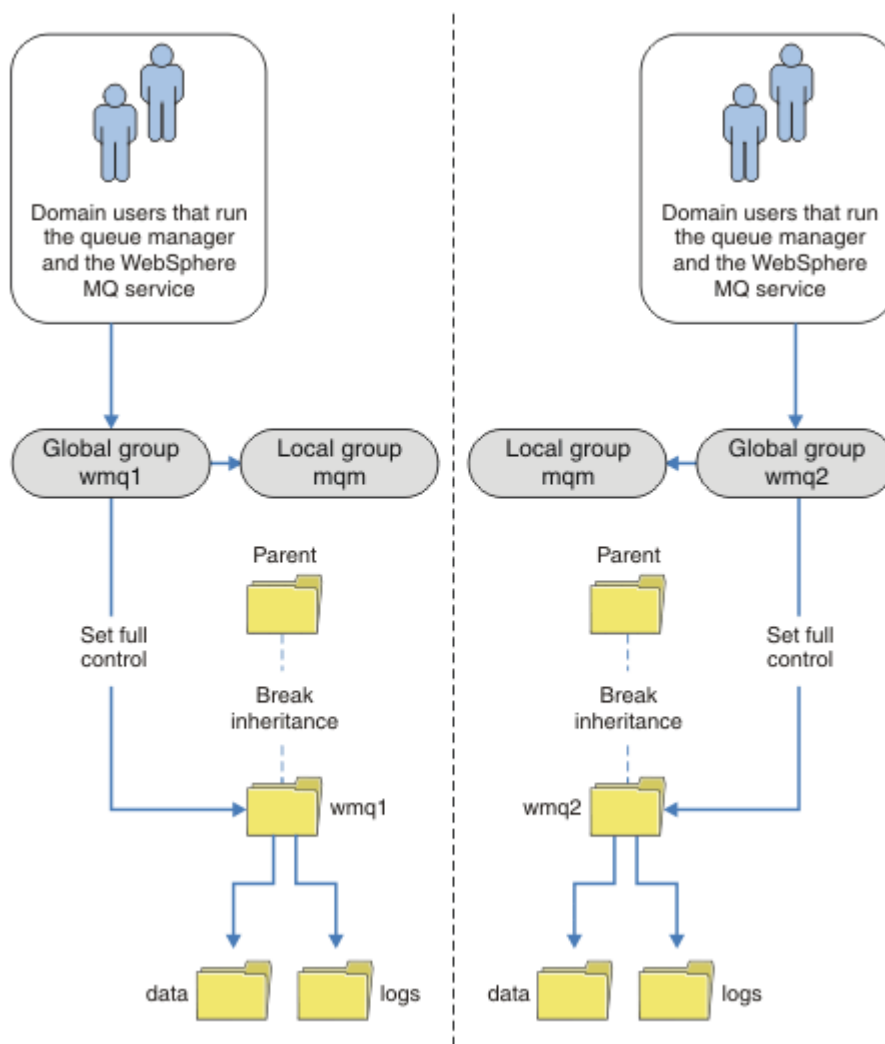 Domain users that run
the queue manager
and the WebSphere
MQ service
Global group
wmq1
Local group
mqm
Parent
Set full
control
Break
inheritance
wmq1
data
logs
Domain users that run
the queue manager
and the WebSphere
MQ service
Local group
mqm
Global group
wmq2
Parent
Break
inheritance
Set full
control
wmq2
data
logs